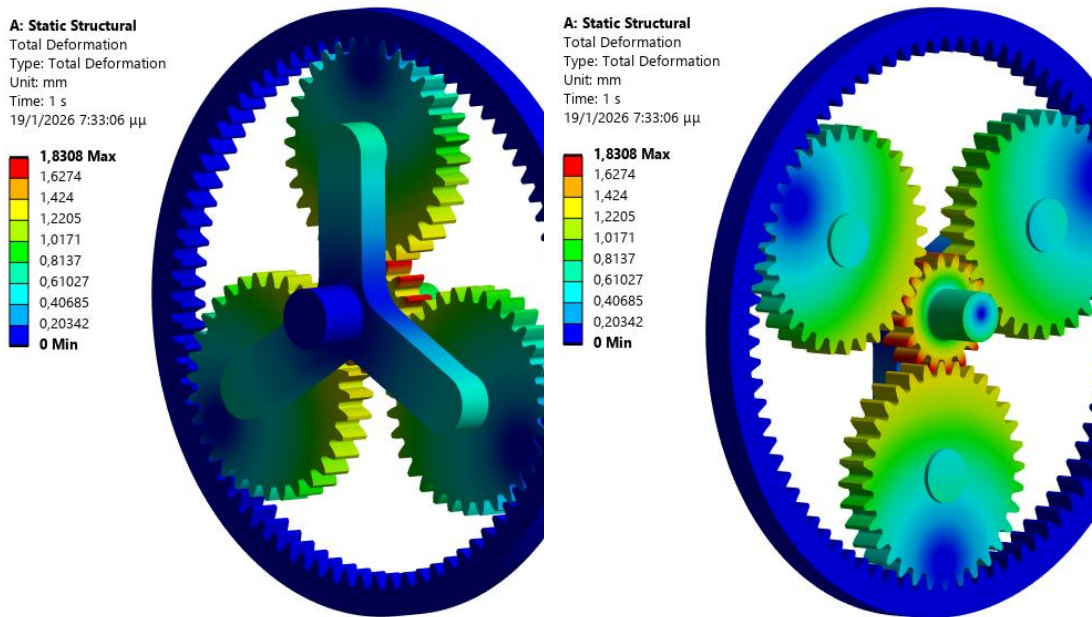 A: Static Structural
Total Deformation
Type: Total Deformation
Unit: mm
Time: 1 s
19/1/2026 7:33:06 μμ
1,8308 Max
1,6274
1,424
1,2205
1,0171
0,8137
0,61027
0,40685
0,20342
0 Min
A: Static Structural
Total Deformation
Type: Total Deformation
Unit: mm
Time: 1 s
19/1/2026 7:33:06 μμ
1,8308 Max
1,6274
1,424
1,2205
1,0171
0,8137
0,61027
0,40685
0,20342
0 Min